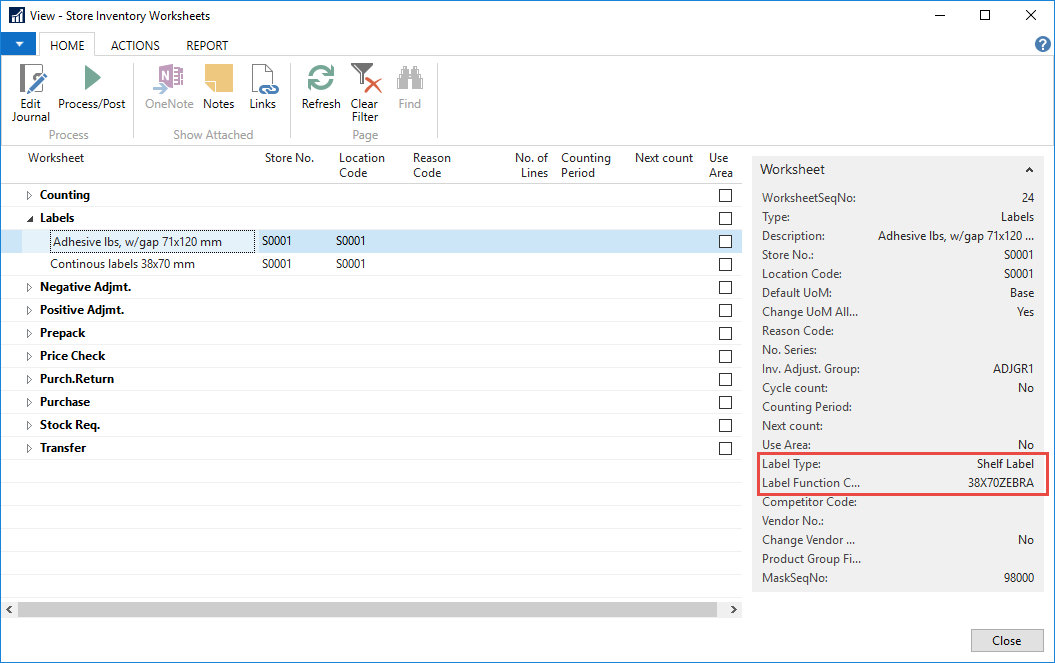 View - Store Inventory Worksheets
HOME ACTIONS REPORT
?
Edit Journal Process/Post OneNote Notes Links Refresh Clear Filter Find
Process Show Attached Page
Worksheet Store No. Location Code Reason Code No. of Lines Counting Period Next count Use Area
Counting
Labels
Adhesive lbs, w/gap 71x120 mm S0001 S0001
Continous labels 38x70 mm S0001 S0001
Negative Adjmt.
Positive Adjmt.
Prepack
Price Check
Purch.Return
Purchase
Stock Req.
Transfer
Worksheet
WorksheetSeqNo: 24
Type: Labels
Description: Adhesive lbs, w/gap 71x120 ...
Store No.: S0001
Location Code: S0001
Default UoM: Base
Change UoM All... Yes
Reason Code:
No. Series:
Inv. Adjust. Group: ADJGR1
Cycle count: No
Counting Period:
Next count:
Use Area: No
Label Type: Shelf Label
Label Function C... 38X70ZEBRA
Competitor Code:
Vendor No.:
Change Vendor ... No
Product Group Fi...
MaskSeqNo: 98000
Close